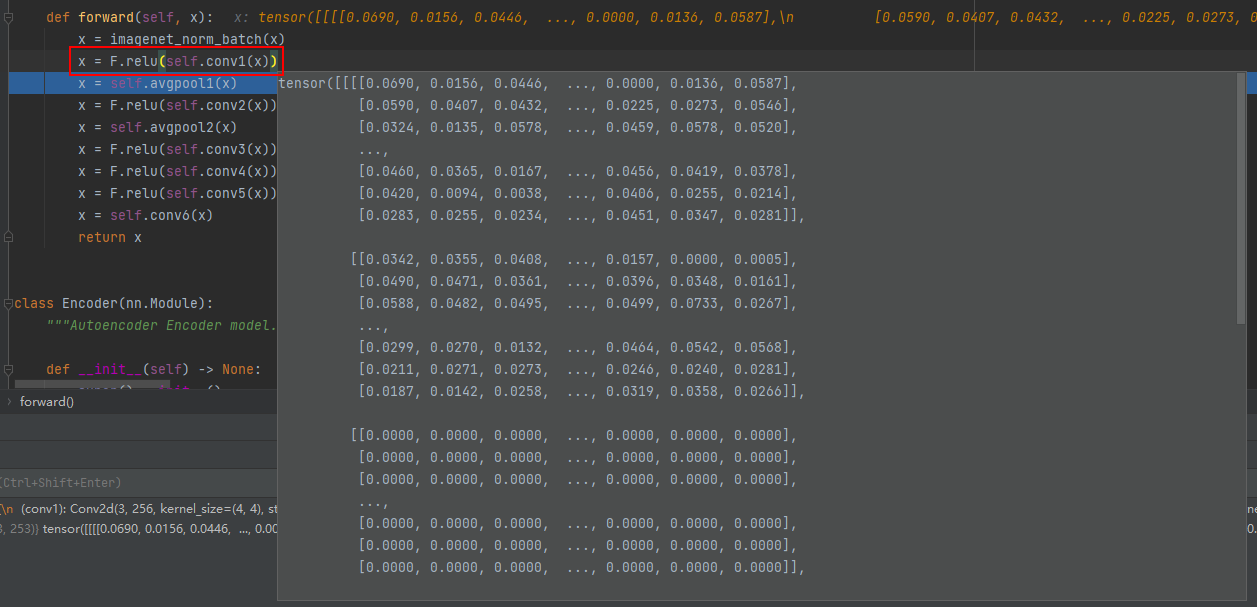 def forward(self, x):   x: tensor([[[[0.0690, 0.0156, 0.0446,  ..., 0.0000, 0.0136, 0.0587],\n          [0.0590, 0.0407, 0.0432,  ..., 0.0225, 0.0273, 0
x = imagenet_norm_batch(x)
x = F.relu(self.conv1(x))
x = self.avgpool1(x)
x = F.relu(self.conv2(x))
x = self.avgpool2(x)
x = F.relu(self.conv3(x))
x = F.relu(self.conv4(x))
x = F.relu(self.conv5(x))
x = self.conv6(x)
return x
class Encoder(nn.Module):
"""Autoencoder Encoder model.
def __init__(self) -> None:
forward()
(Ctrl+Shift+Enter)
\n  (conv1): Conv2d(3, 256, kernel_size=(4, 4), st
, 253)} tensor([[[[0.0690, 0.0156, 0.0446,  ..., 0.00
tensor([[[[0.0690, 0.0156, 0.0446,  ..., 0.0000, 0.0136, 0.0587],
[0.0590, 0.0407, 0.0432,  ..., 0.0225, 0.0273, 0.0546],
[0.0324, 0.0135, 0.0578,  ..., 0.0459, 0.0578, 0.0520],
...,
[0.0460, 0.0365, 0.0167,  ..., 0.0456, 0.0419, 0.0378],
[0.0420, 0.0094, 0.0038,  ..., 0.0406, 0.0255, 0.0214],
[0.0283, 0.0255, 0.0234,  ..., 0.0451, 0.0347, 0.0281]],
[[0.0342, 0.0355, 0.0408,  ..., 0.0157, 0.0000, 0.0005],
[0.0490, 0.0471, 0.0361,  ..., 0.0396, 0.0348, 0.0161],
[0.0588, 0.0482, 0.0495,  ..., 0.0499, 0.0733, 0.0267],
...,
[0.0299, 0.0270, 0.0132,  ..., 0.0464, 0.0542, 0.0568],
[0.0211, 0.0271, 0.0273,  ..., 0.0246, 0.0240, 0.0281],
[0.0187, 0.0142, 0.0258,  ..., 0.0319, 0.0358, 0.0266]],
[[0.0000, 0.0000, 0.0000,  ..., 0.0000, 0.0000, 0.0000],
[0.0000, 0.0000, 0.0000,  ..., 0.0000, 0.0000, 0.0000],
[0.0000, 0.0000, 0.0000,  ..., 0.0000, 0.0000, 0.0000],
...,
[0.0000, 0.0000, 0.0000,  ..., 0.0000, 0.0000, 0.0000],
[0.0000, 0.0000, 0.0000,  ..., 0.0000, 0.0000, 0.0000],
[0.0000, 0.0000, 0.0000,  ..., 0.0000, 0.0000, 0.0000]],